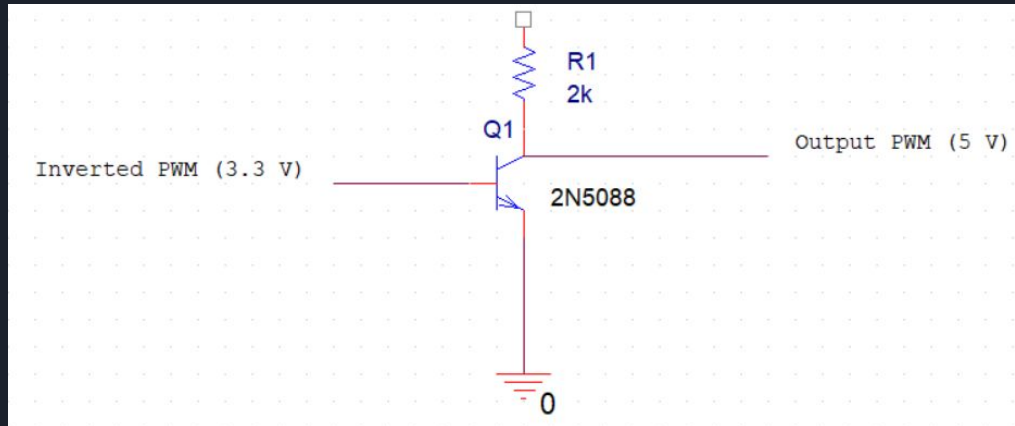 R1
2k
Q1
Output PWM (5 V)
Inverted PWM (3.3 V)
2N5088
0